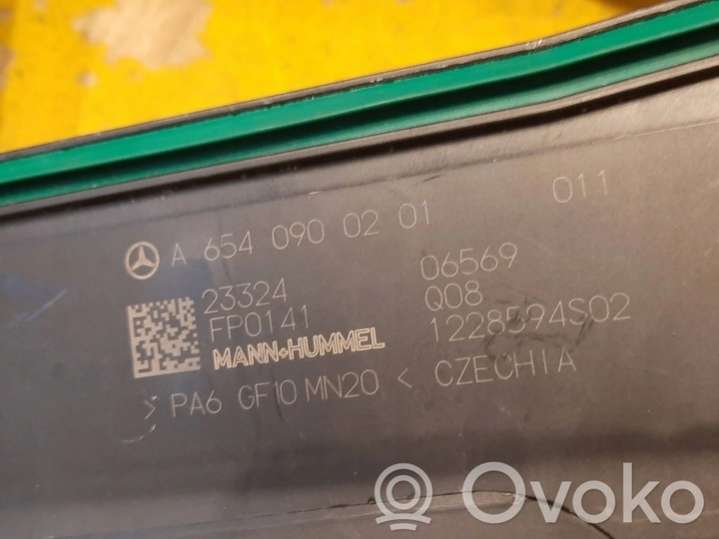 A 654 090 02 01 011
23324 06569
FP0141 Q08
MANN+HUMMEL 1228594S02
> PA6 GF10 MN20 < CZECHIA
Ovoko